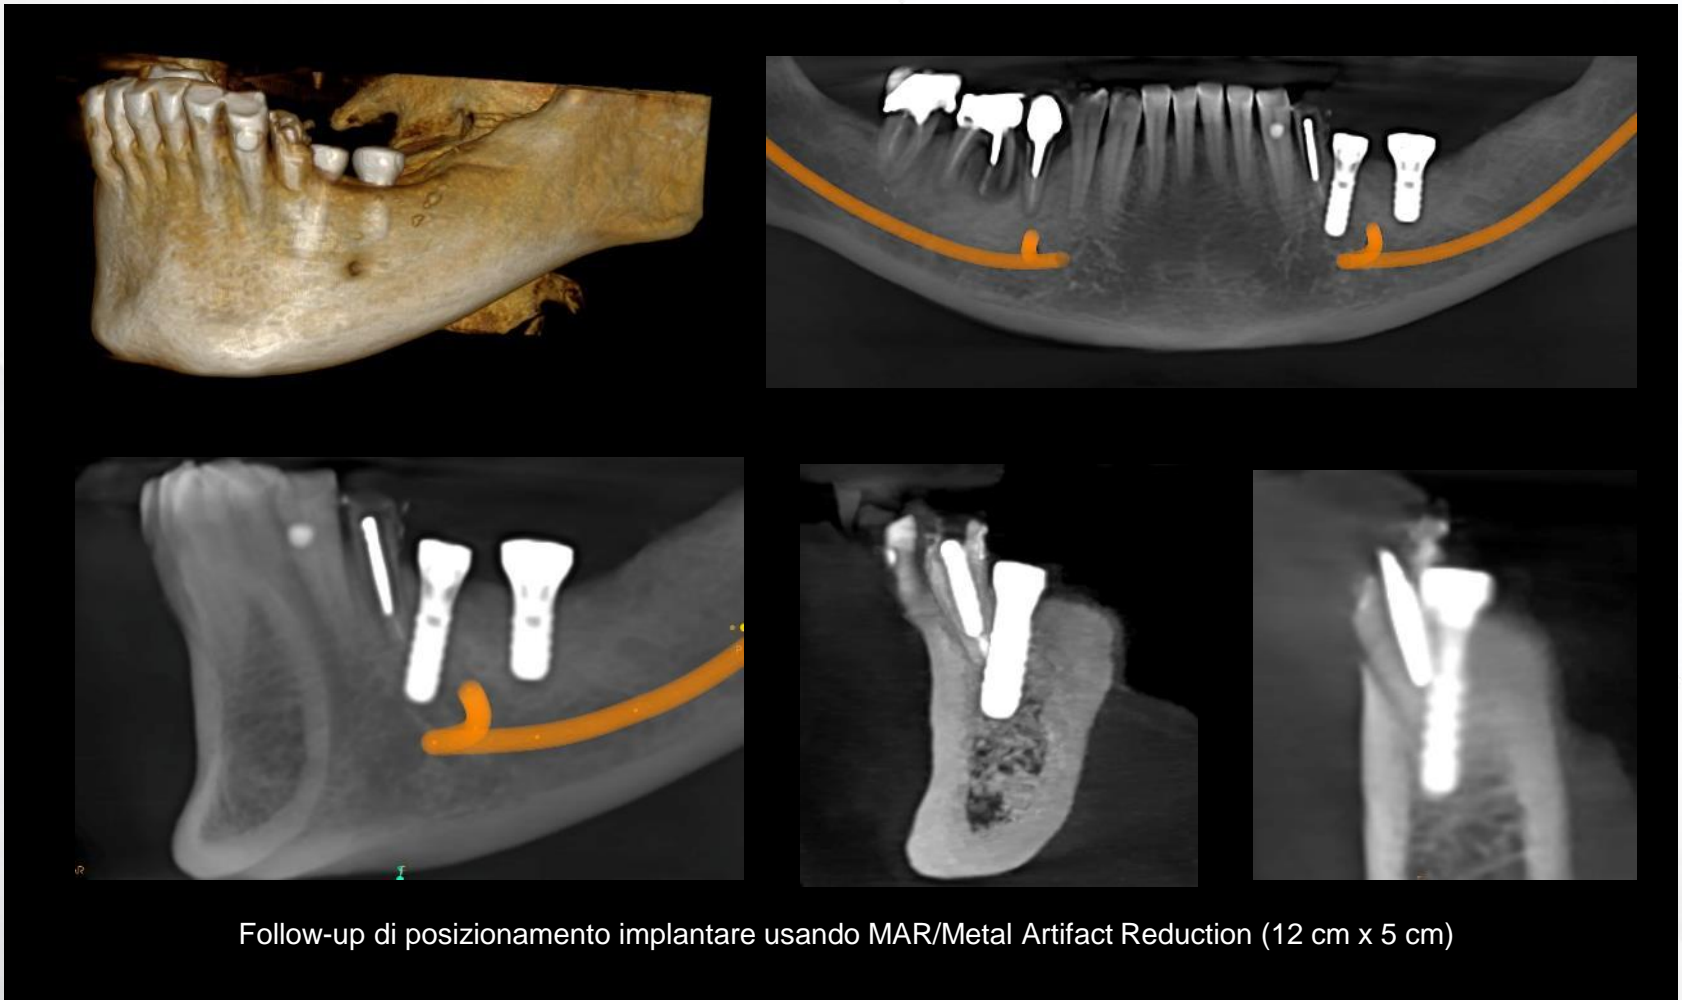 Follow-up di posizionamento implantare usando MAR/Metal Artifact Reduction (12 cm x 5 cm)